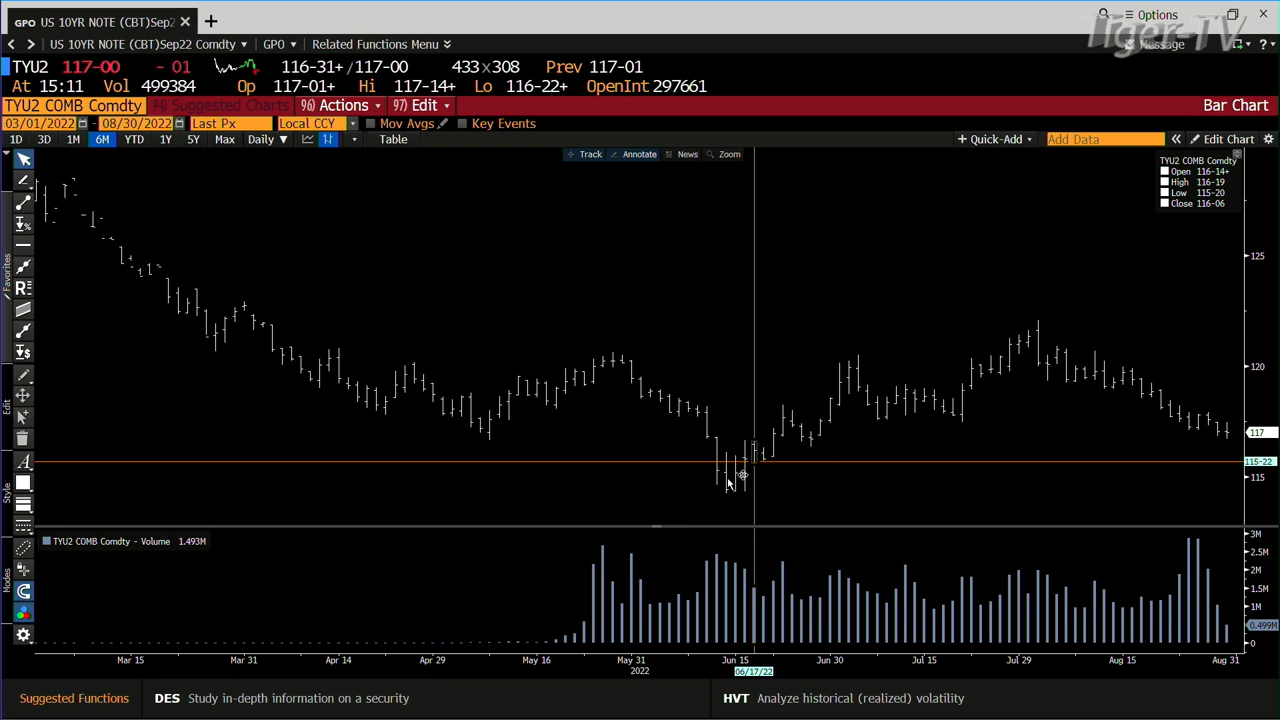 GPO US 10YR NOTE (CBT)Sep2
Options
Tiger-TV
US 10YR NOTE (CBT)Sep22 Comdty GPO Related Functions Menu
Message
TYU2 117-00 - 01 116-31+/117-00 433x308 Prev 117-01
At 15:11 Vol 499384 Op 117-01+ Hi 117-14+ Lo 116-22+ OpenInt 297661
TYU2 COMB Comdty 94) Suggested Charts 96) Actions 97) Edit Bar Chart
03/01/2022 08/30/2022 Last Px Local CCY Mov Avgs Key Events
1D 3D 1M 6M YTD 1Y 5Y Max Daily Table + Quick-Add Add Data Edit Chart
Track Annotate News Zoom
TYU2 COMB Comdty
Open 116-14+
High 116-19
Low 115-20
Close 116-06
Favorites
Edit
Style
Modes
125
120
117
115-22
115
TYU2 COMB Comdty - Volume 1.493M
3M
2.5M
2M
1.5M
1M
0.499M
0
Mar 15 Mar 31 Apr 14 Apr 29 May 16 May 31 Jun 15 Jun 30 Jul 15 Jul 29 Aug 15 Aug 31
2022 06/17/22
Suggested Functions DES Study in-depth information on a security HVT Analyze historical (realized) volatility